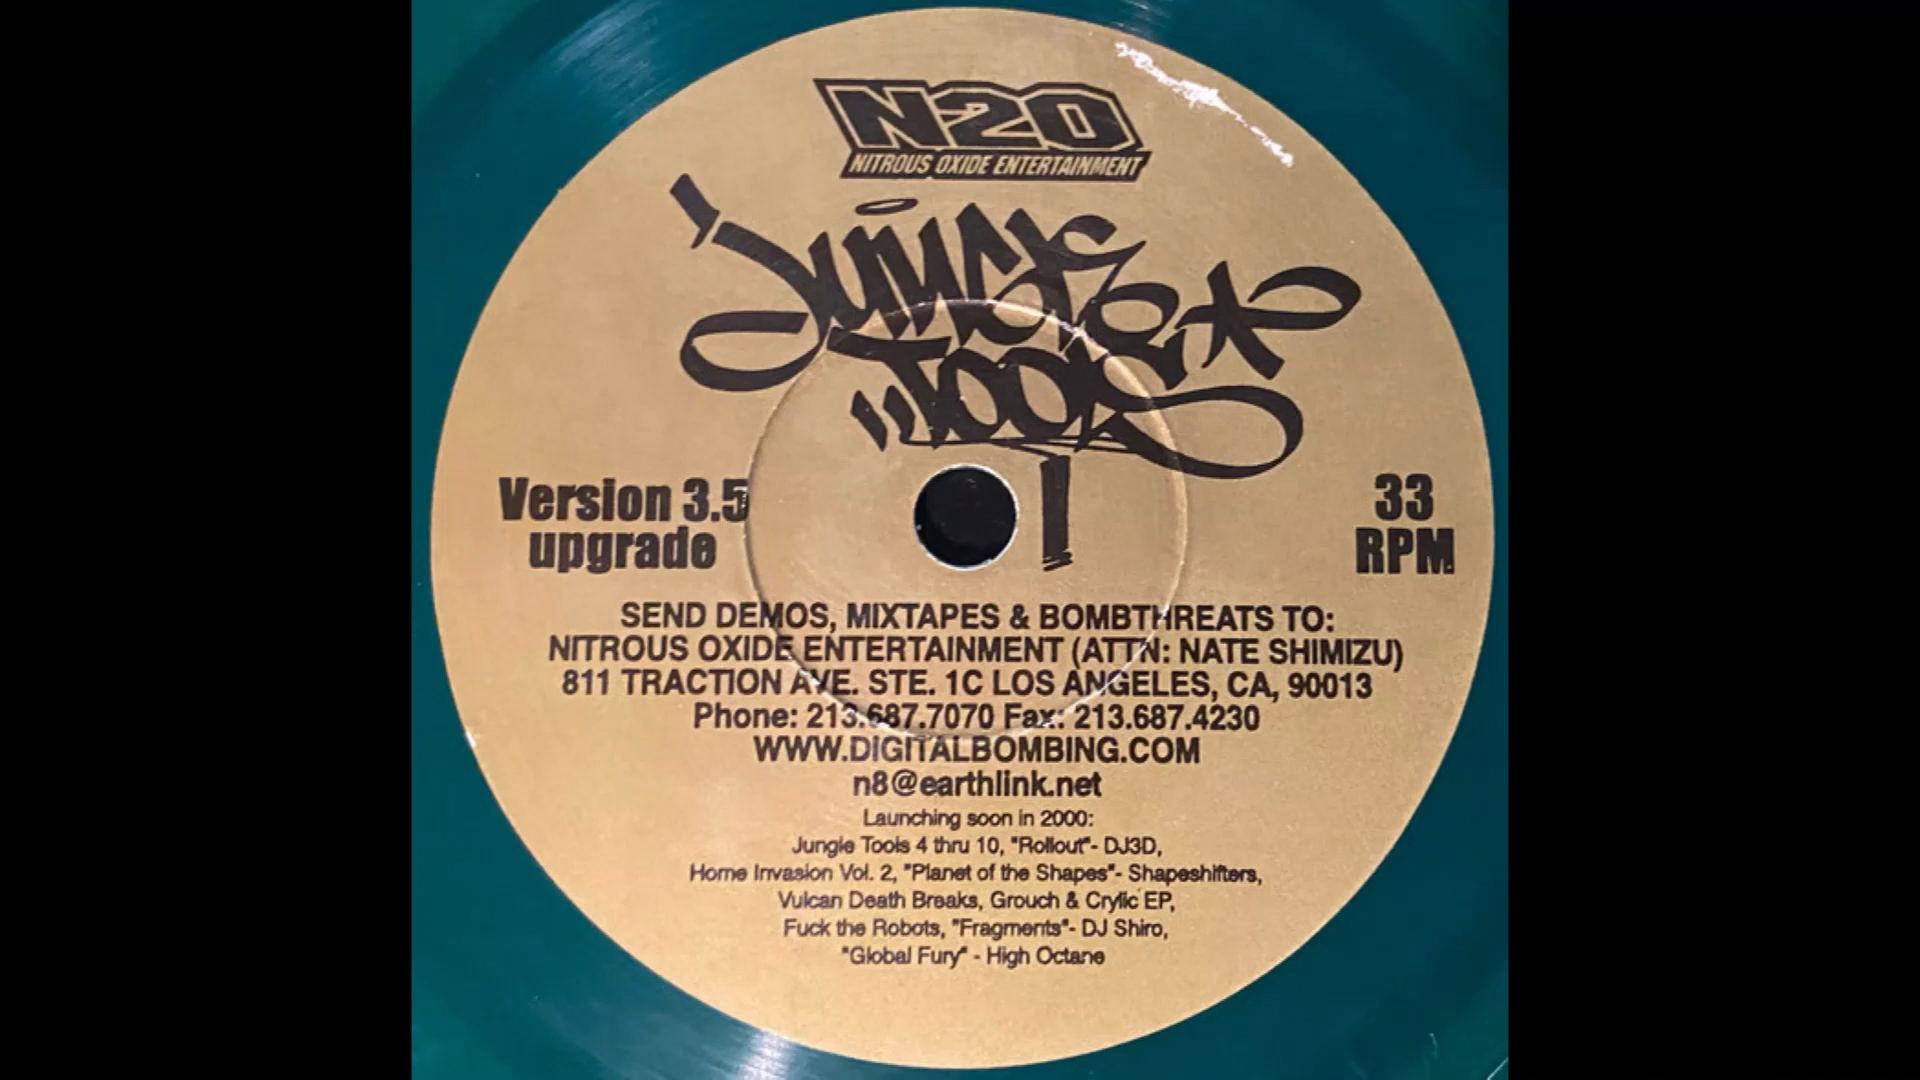 N2O
NITROUS OXIDE ENTERTAINMENT
JUNGLE
TOOLS
Version 3.5
upgrade
33
RPM
SEND DEMOS, MIXTAPES & BOMBTHREATS TO:
NITROUS OXIDE ENTERTAINMENT (ATTN: NATE SHIMIZU)
811 TRACTION AVE. STE. 1C LOS ANGELES, CA, 90013
Phone: 213.687.7070 Fax: 213.687.4230
WWW.DIGITALBOMBING.COM
n8@earthlink.net
Launching soon in 2000:
Jungle Tools 4 thru 10, "Rollout"- DJ3D,
Home Invasion Vol. 2, "Planet of the Shapes"- Shapeshifters,
Vulcan Death Breaks, Grouch & Crylic EP,
Fuck the Robots, "Fragments"- DJ Shiro,
"Global Fury" - High Octane